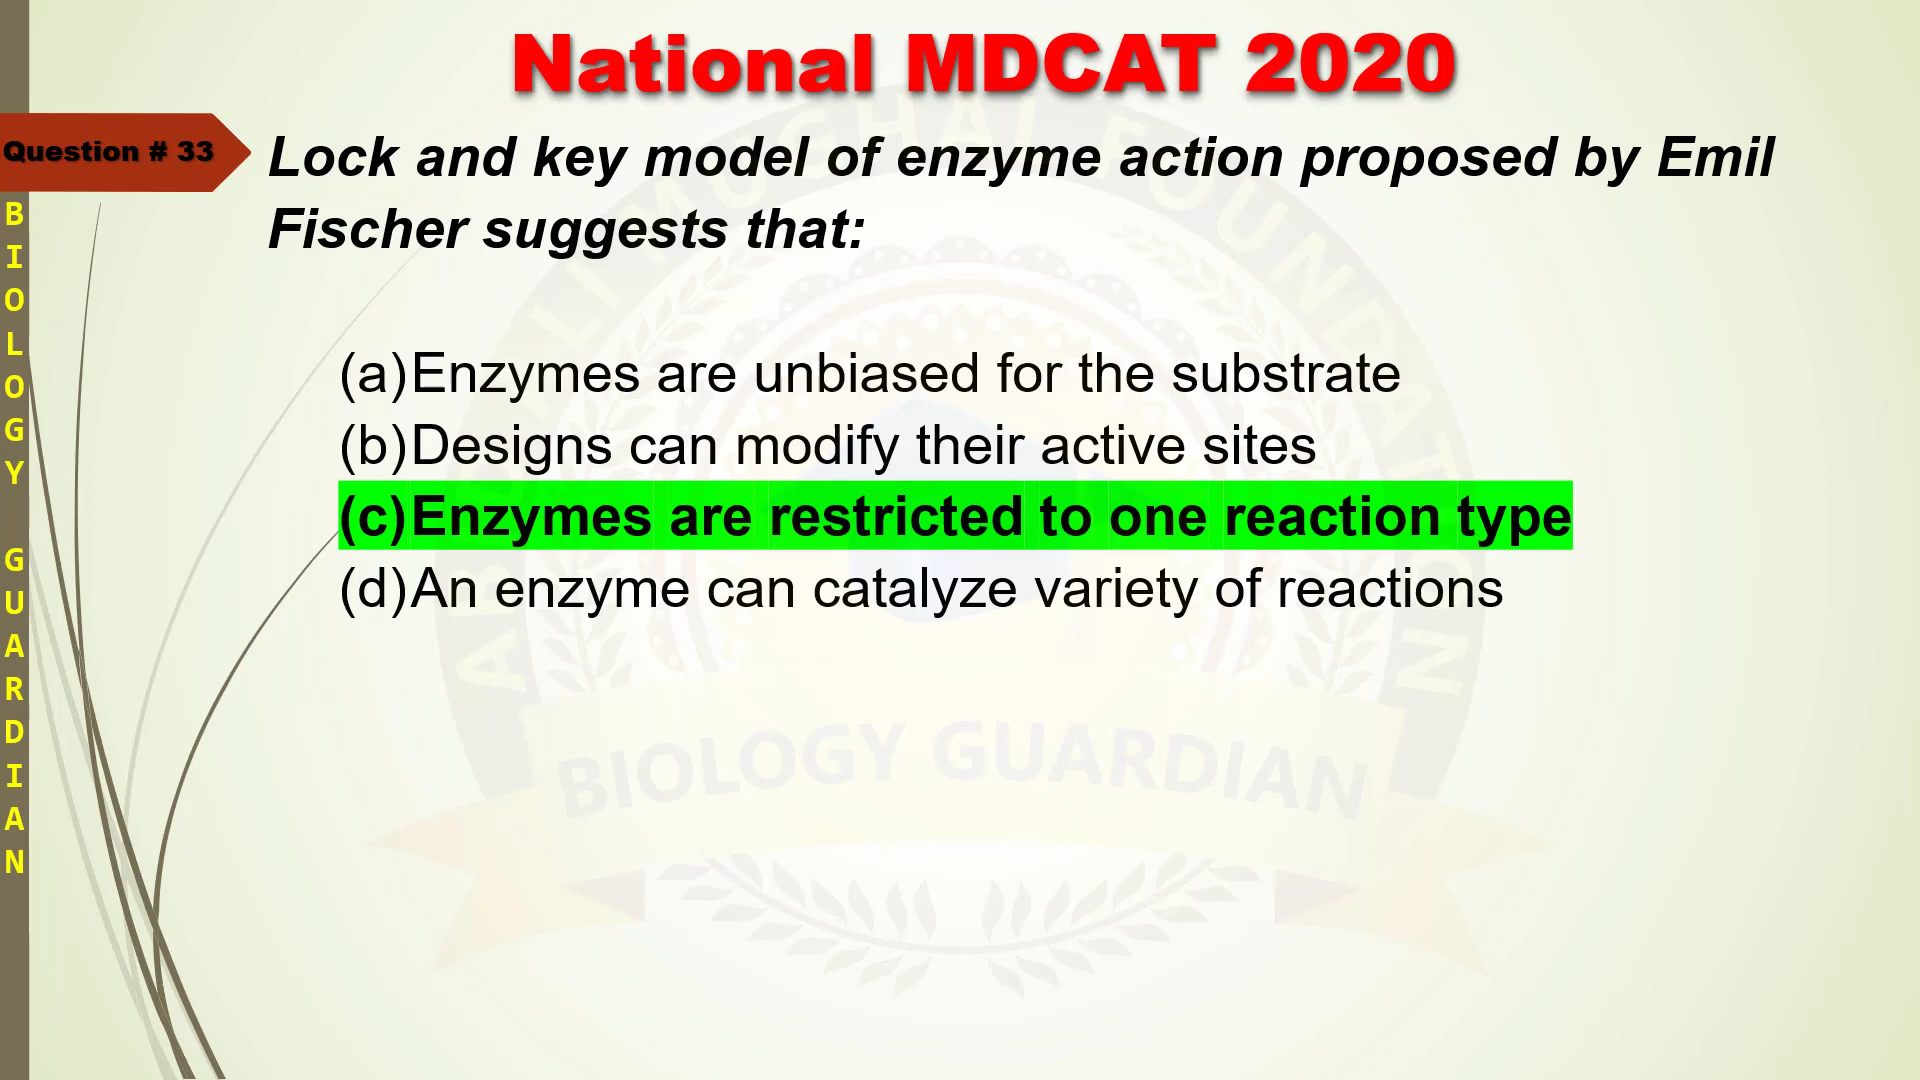 National MDCAT 2020
Question # 33
Lock and key model of enzyme action proposed by Emil
Fischer suggests that:
(a)Enzymes are unbiased for the substrate
(b)Designs can modify their active sites
(c)Enzymes are restricted to one reaction type
(d)An enzyme can catalyze variety of reactions
BIOLOGY GUARDIAN
BIOLOGY GUARDIAN